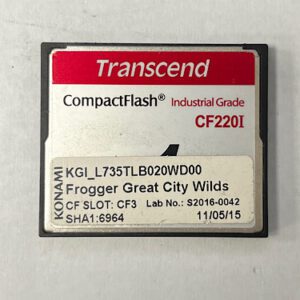 Transcend
CompactFlash® Industrial Grade
CF220I
KONAMI
KGI_L735TLB020WD00
Frogger Great City Wilds
CF SLOT: CF3 Lab No.: S2016-0042
SHA1:6964 11/05/15